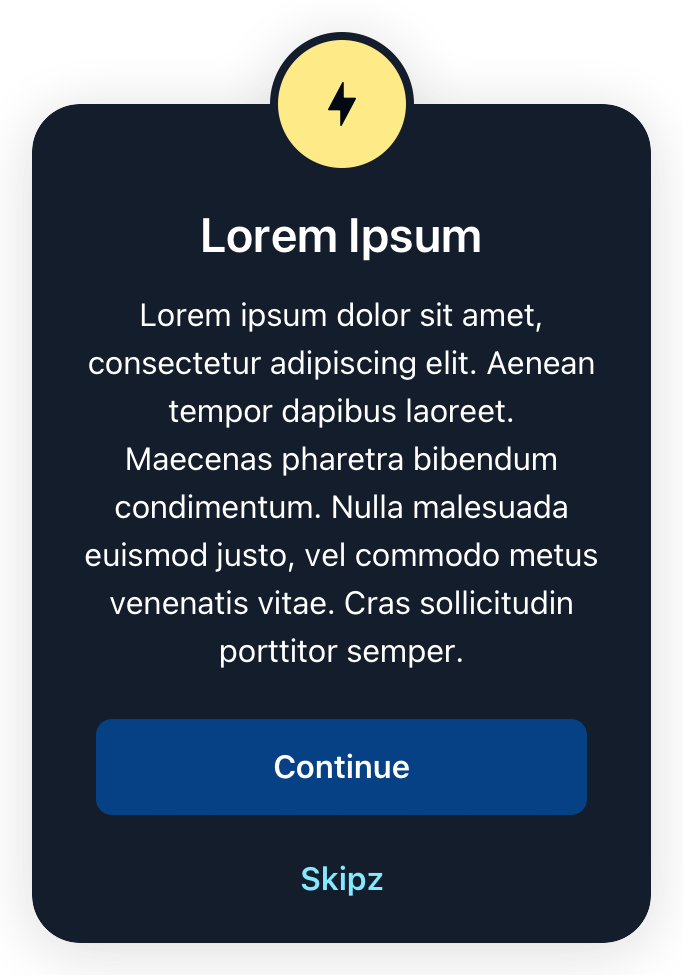 Lorem Ipsum
Lorem ipsum dolor sit amet,
consectetur adipiscing elit. Aenean
tempor dapibus laoreet.
Maecenas pharetra bibendum
condimentum. Nulla malesuada
euismod justo, vel commodo metus
venenatis vitae. Cras sollicitudin
porttitor semper.
Continue
Skipz